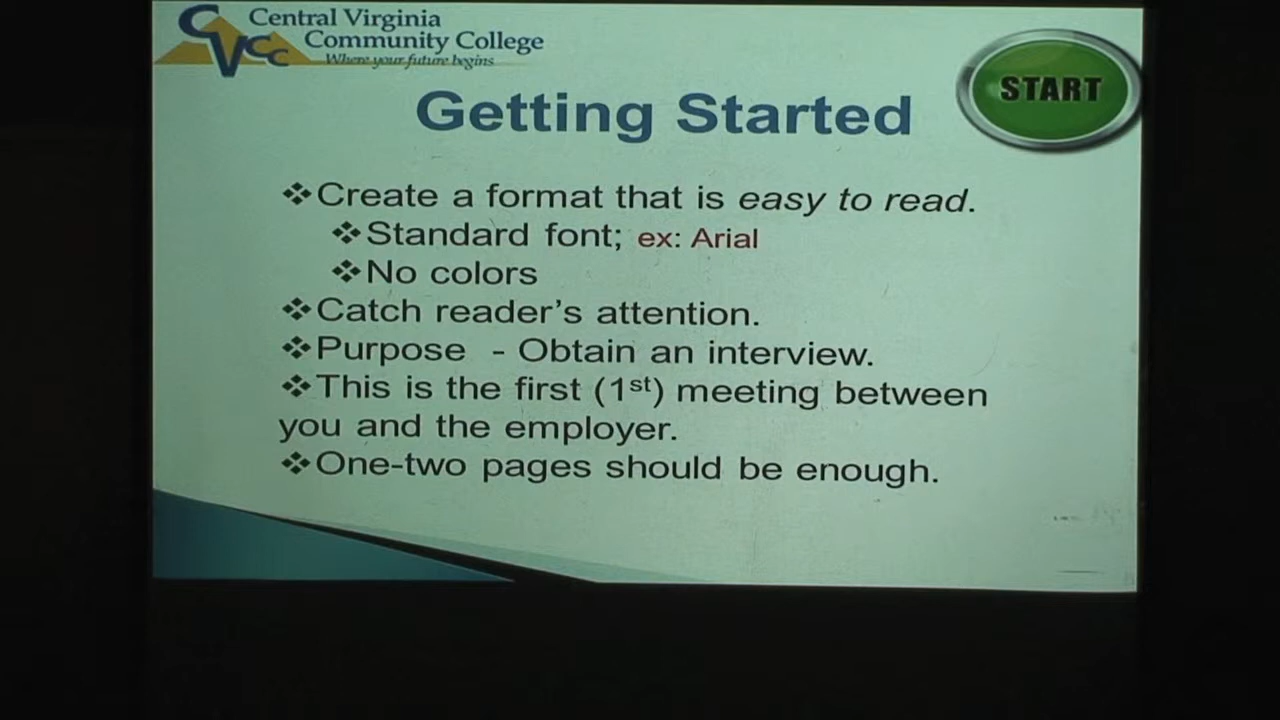 Central Virginia
Community College
Where your future begins
CVCC
START
Getting Started
❖Create a format that is easy to read.
❖Standard font; ex: Arial
❖No colors
❖Catch reader's attention.
❖Purpose - Obtain an interview.
❖This is the first (1st) meeting between
you and the employer.
❖One-two pages should be enough.